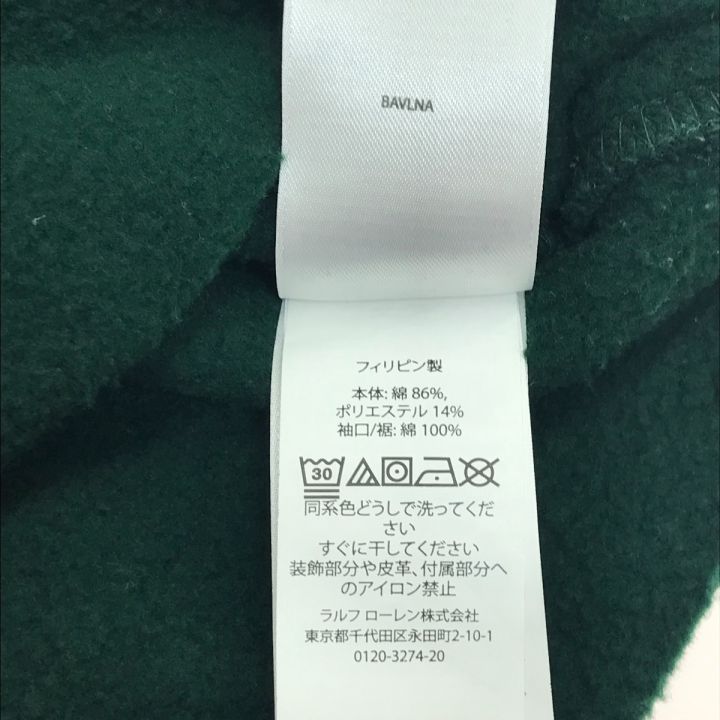 BAVLNA
フィリピン製
本体: 綿 86%,
ポリエステル 14%
袖口/裾: 綿 100%
30
同系色どうしで洗ってくだ
さい
すぐに干してください
装飾部分や皮革、付属部分へ
のアイロン禁止
ラルフ ローレン株式会社
東京都千代田区永田町2-10-1
0120-3274-20